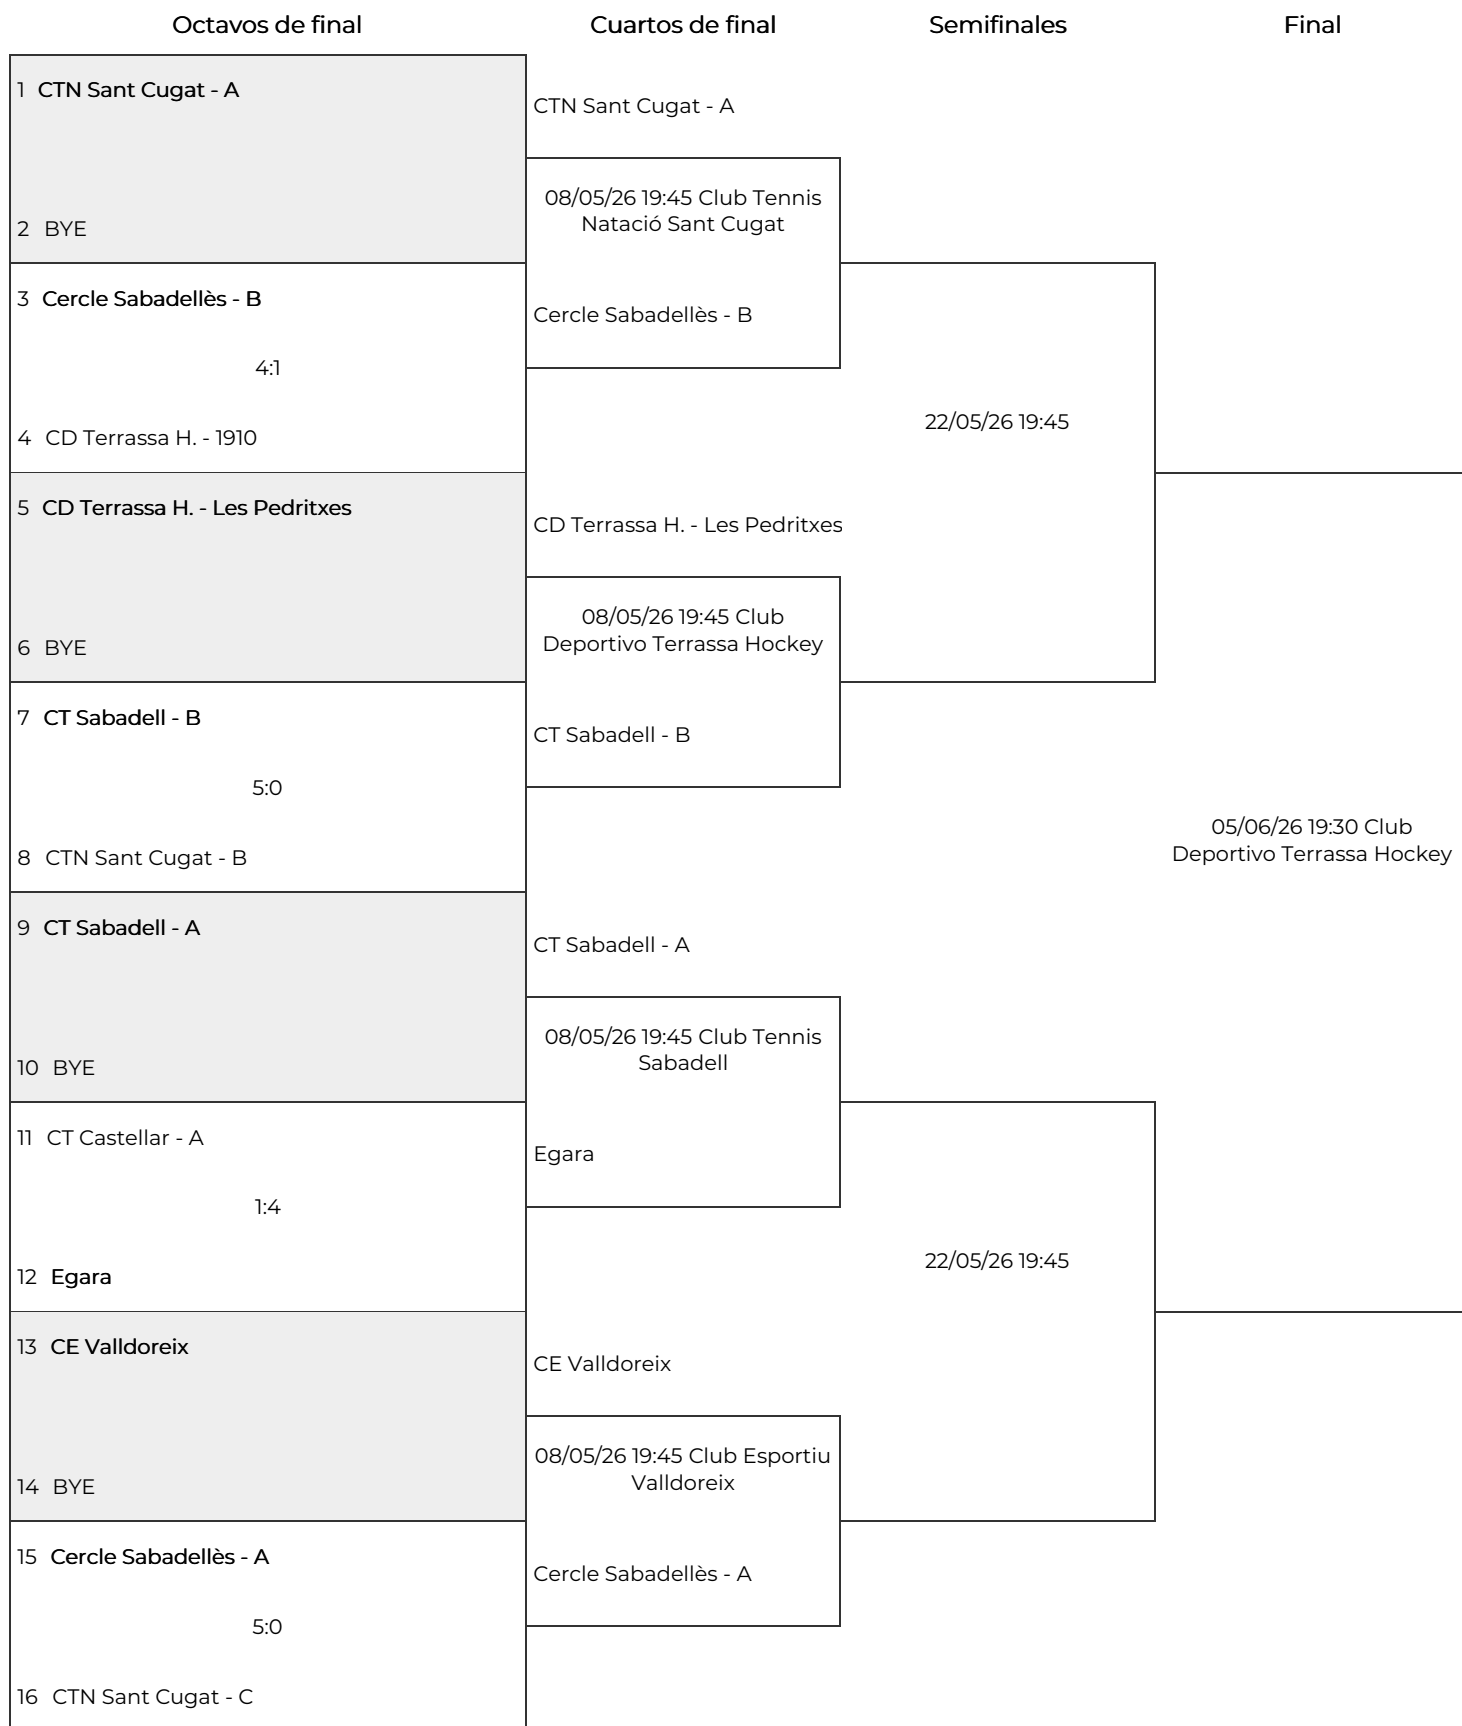 Octavos de final
Cuartos de final
Semifinales
Final
1 CTN Sant Cugat - A
2 BYE
3 Cercle Sabadellès - B
4:1
4 CD Terrassa H. - 1910
5 CD Terrassa H. - Les Pedritxes
6 BYE
7 CT Sabadell - B
5:0
8 CTN Sant Cugat - B
9 CT Sabadell - A
10 BYE
11 CT Castellar - A
1:4
12 Egara
13 CE Valldoreix
14 BYE
15 Cercle Sabadellès - A
5:0
16 CTN Sant Cugat - C
CTN Sant Cugat - A
08/05/26 19:45 Club Tennis
Natació Sant Cugat
Cercle Sabadellès - B
CD Terrassa H. - Les Pedritxes
08/05/26 19:45 Club
Deportivo Terrassa Hockey
CT Sabadell - B
CT Sabadell - A
08/05/26 19:45 Club Tennis
Sabadell
Egara
CE Valldoreix
08/05/26 19:45 Club Esportiu
Valldoreix
Cercle Sabadellès - A
22/05/26 19:45
22/05/26 19:45
05/06/26 19:30 Club
Deportivo Terrassa Hockey